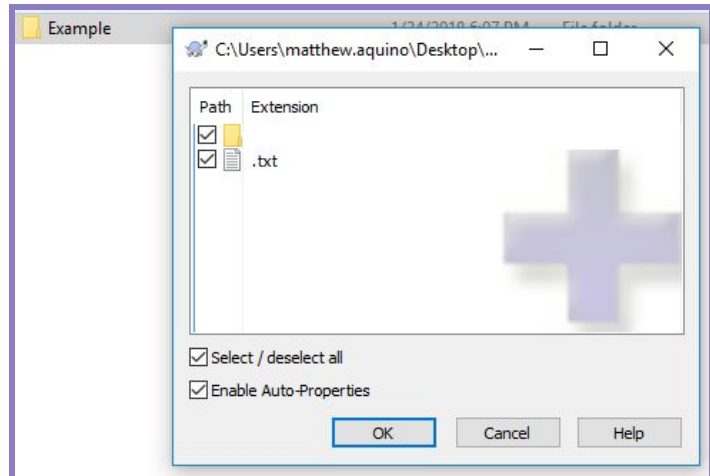 Example 1/24/2018 6:07 PM File folder
C:\Users\matthew.aquino\Desktop\...
Path Extension
.txt
Select / deselect all
Enable Auto-Properties
OK Cancel Help